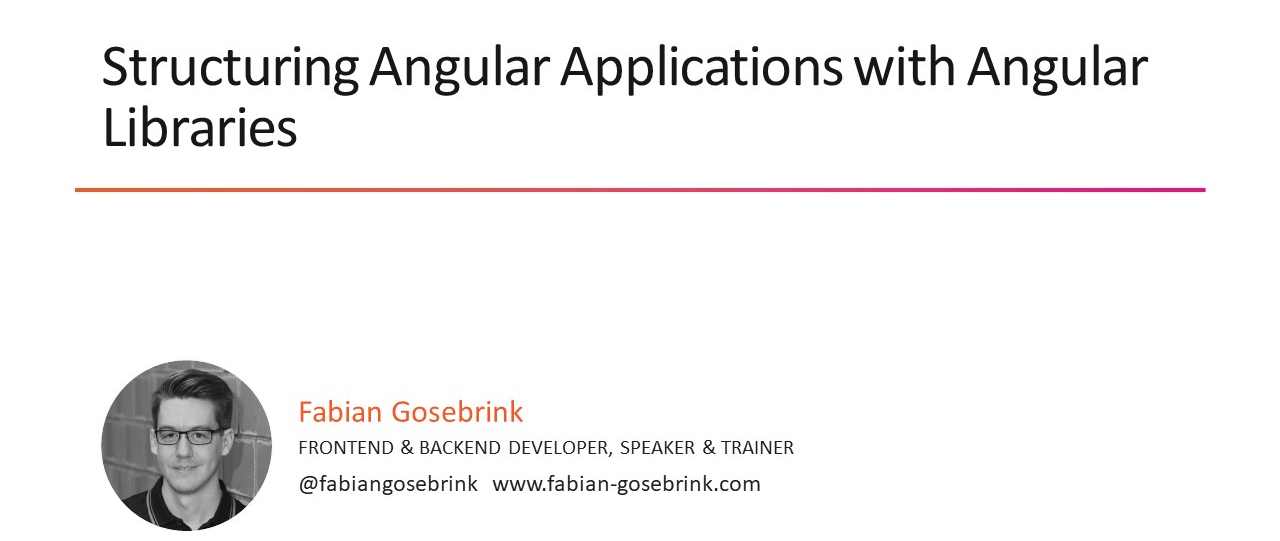 Structuring Angular Applications with Angular
Libraries
Fabian Gosebrink
FRONTEND & BACKEND DEVELOPER, SPEAKER & TRAINER
@fabiangosebrink www.fabian-gosebrink.com